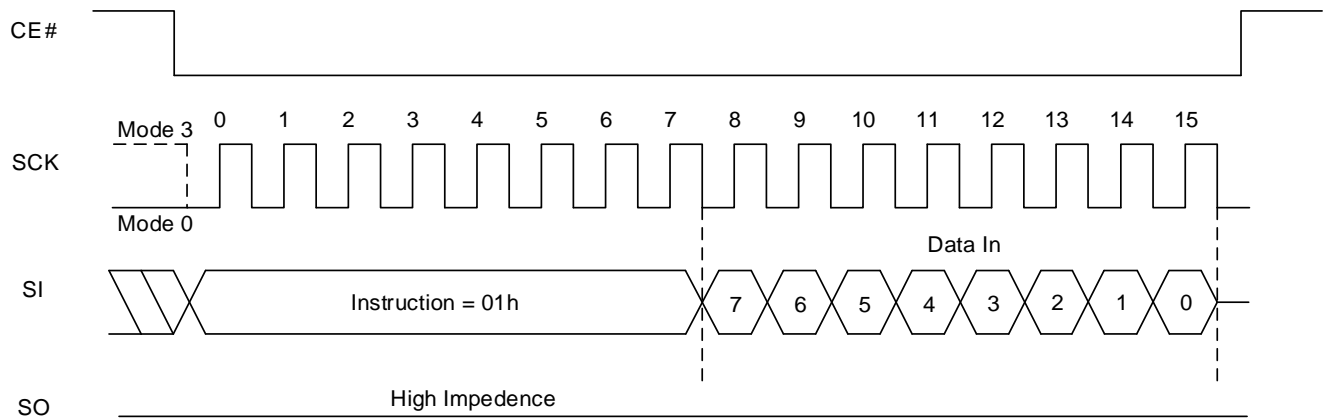 CE#
0 1 2 3 4 5 6 7 8 9 10 11 12 13 14 15
Mode 3
SCK
Mode 0
Data In
SI
Instruction = 01h
7 6 5 4 3 2 1 0
High Impedence
SO